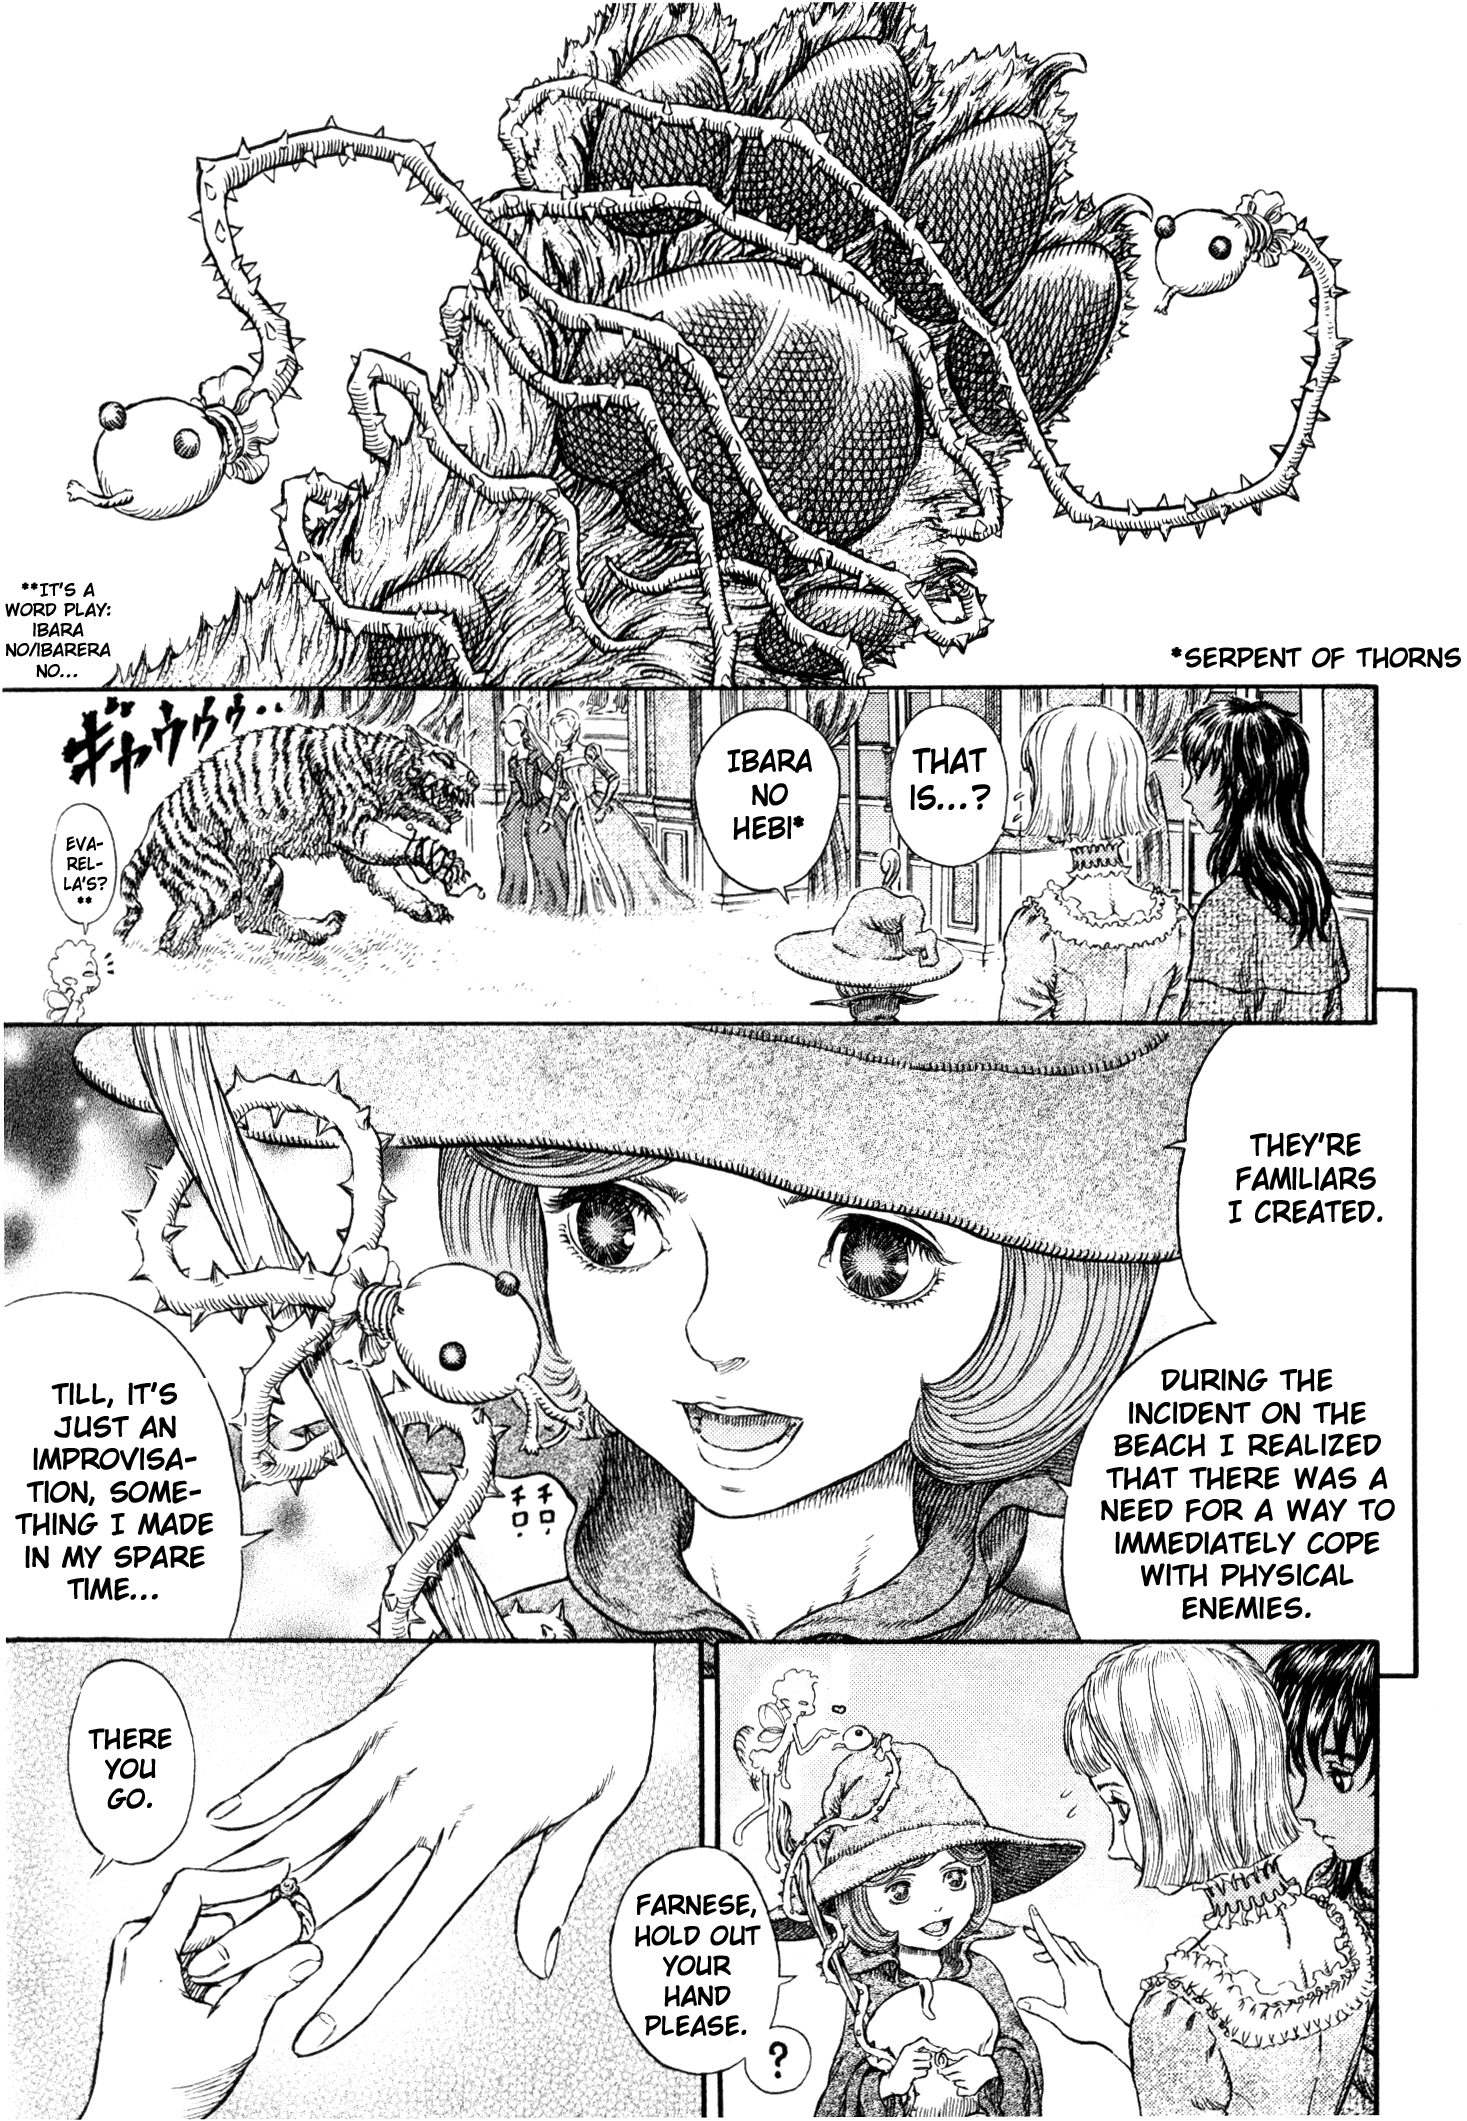 **IT'S A
WORD PLAY:
IBARA
NO/IBARERA
NO...
*SERPENT OF THORNS
THAT
IS...?
IBARA
NO
HEBI*
ギャウウゥ..
EVA-
REL-
LA'S?
**
THEY'RE
FAMILIARS
I CREATED.
DURING THE
INCIDENT ON THE
BEACH I REALIZED
THAT THERE WAS A
NEED FOR A WAY TO
IMMEDIATELY COPE
WITH PHYSICAL
ENEMIES.
チロ.
チロ.
TILL, IT'S
JUST AN
IMPROVISA-
TION, SOME-
THING I MADE
IN MY SPARE
TIME...
FARNESE,
HOLD OUT
YOUR
HAND
PLEASE.
?
THERE
YOU
GO.